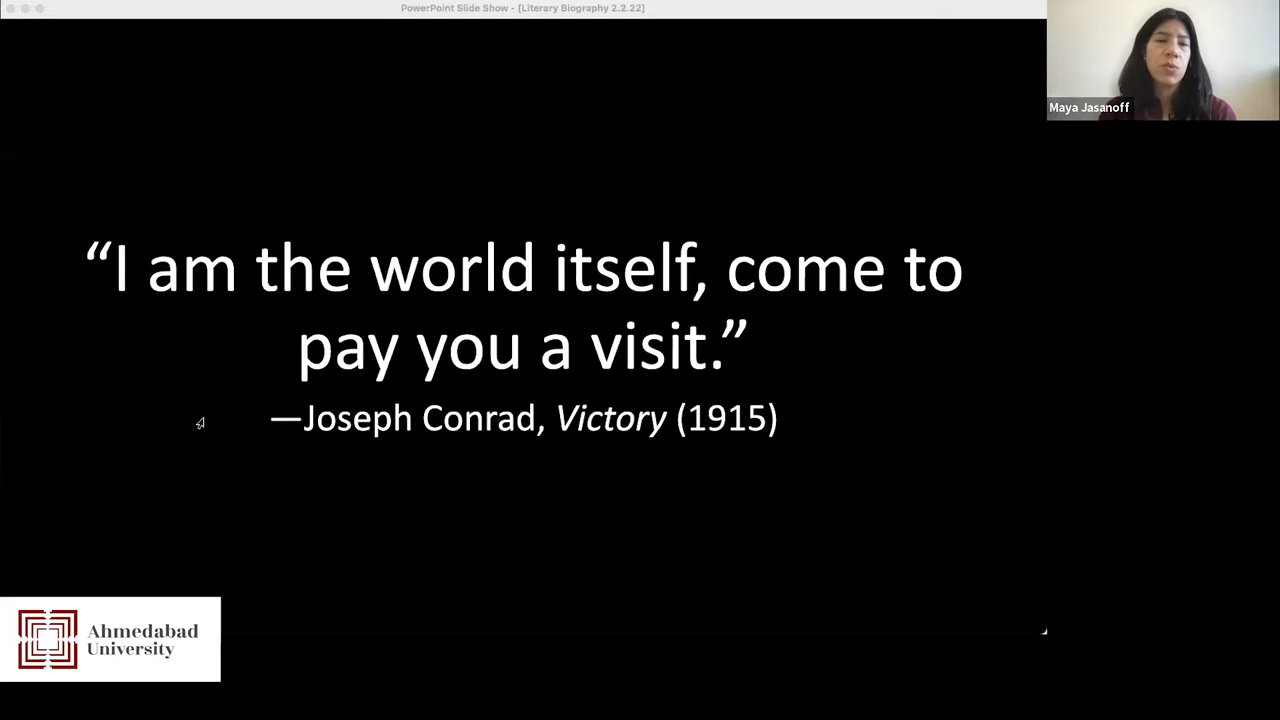 PowerPoint Slide Show - [Literary Biography 2.2.22]
Maya Jasanoff
“I am the world itself, come to
pay you a visit.”
—Joseph Conrad, Victory (1915)
Ahmedabad
University